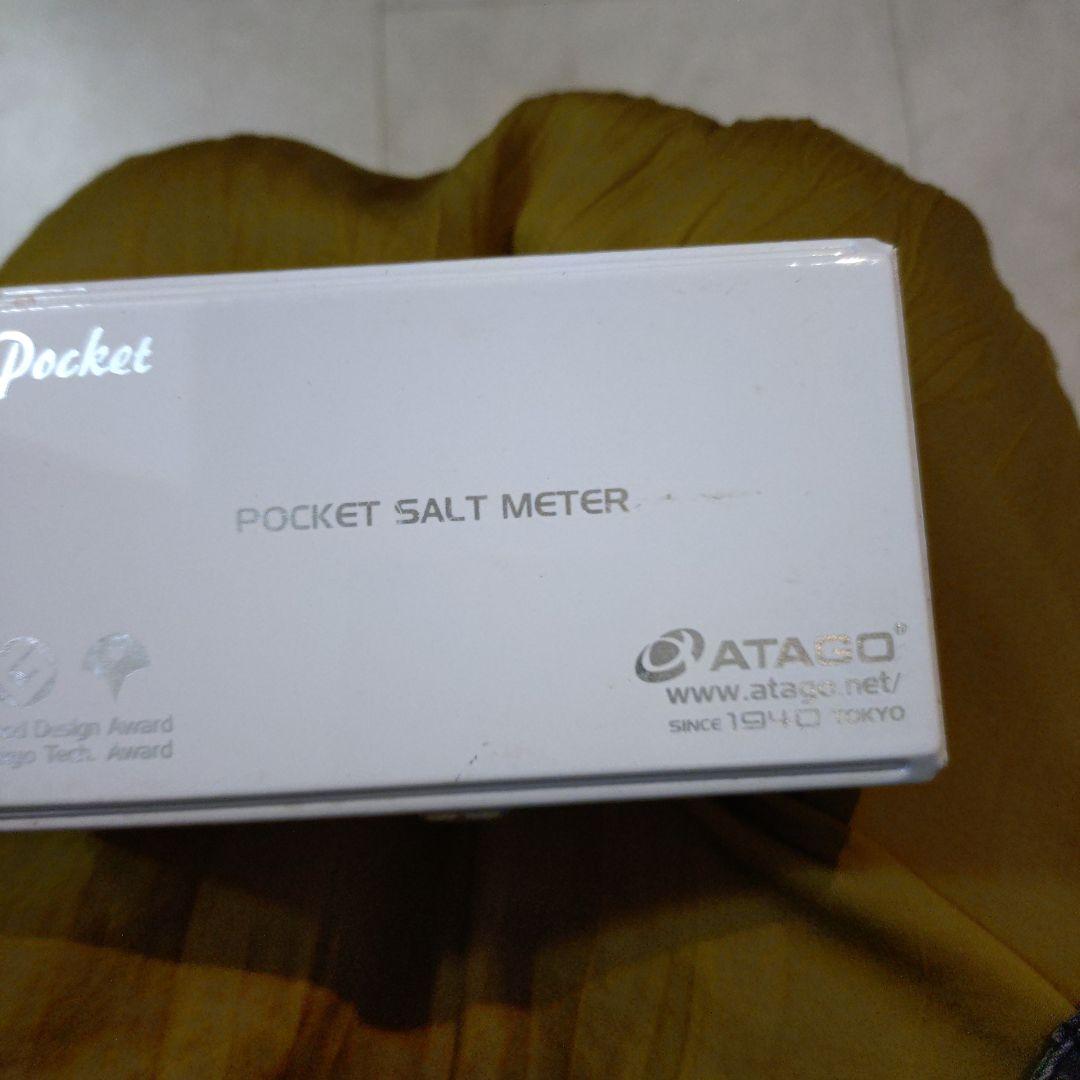 Pocket
POCKET SALT METER
Design Award
Tech. Award
ATAGO®
www.atago.net/
SINCE 1940 TOKYO